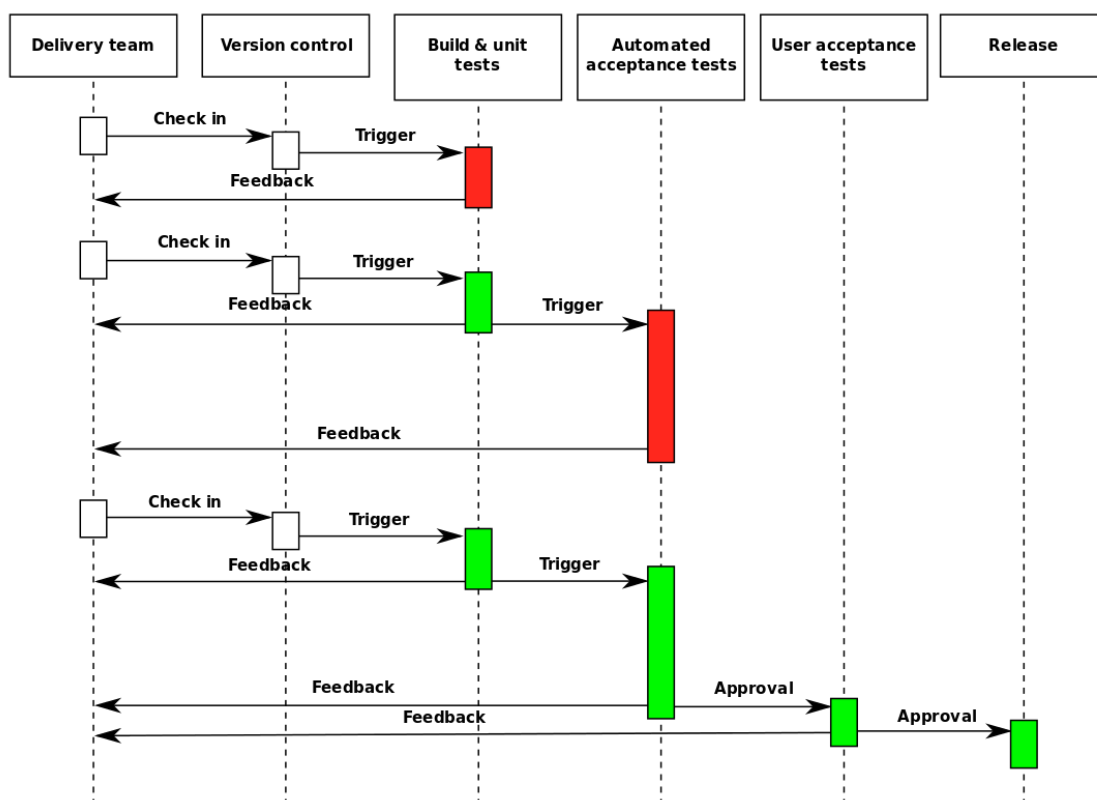 Delivery team
Version control
Build & unit
tests
Automated
acceptance tests
User acceptance
tests
Release
Check in
Trigger
Feedback
Check in
Trigger
Feedback
Trigger
Feedback
Check in
Trigger
Feedback
Trigger
Feedback
Approval
Feedback
Approval